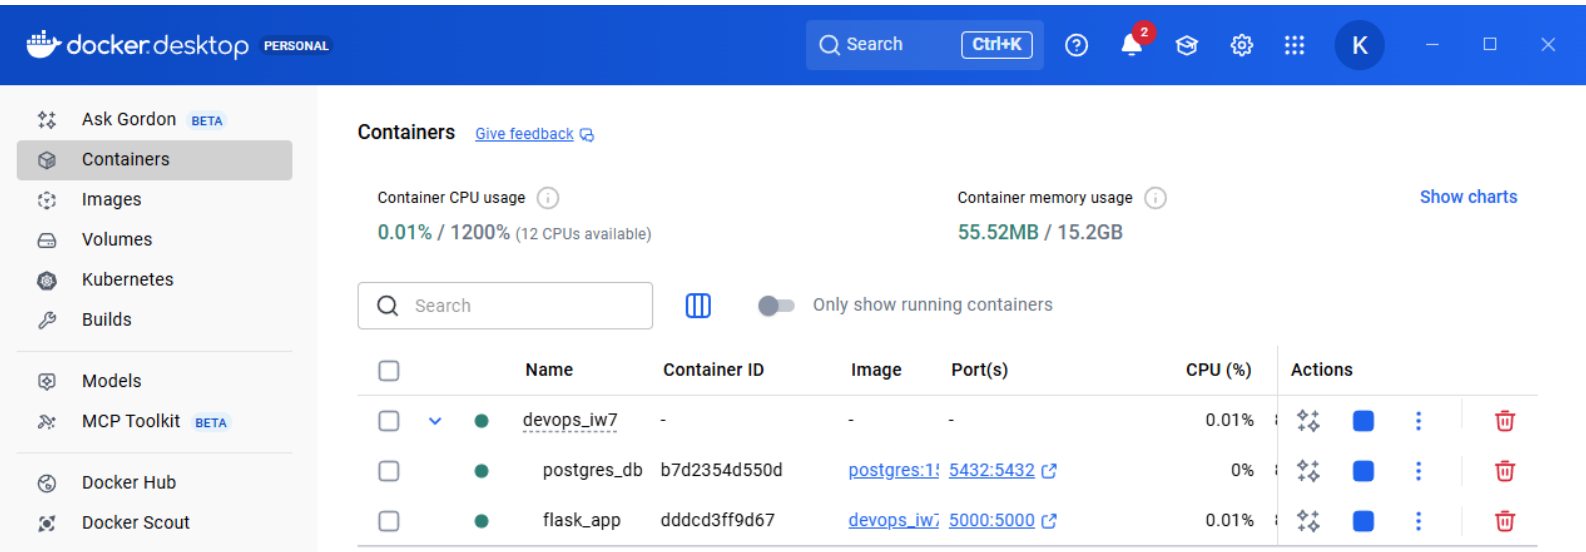 docker.desktop PERSONAL
Search Ctrl+K
2
K
Ask Gordon BETA
Containers
Images
Volumes
Kubernetes
Builds
Models
MCP Toolkit BETA
Docker Hub
Docker Scout
Containers Give feedback
Container CPU usage
0.01% / 1200% (12 CPUs available)
Container memory usage
55.52MB / 15.2GB
Show charts
Search
Only show running containers
Name Container ID Image Port(s) CPU (%) Actions
devops_iw7 - - - 0.01%
postgres_db b7d2354d550d postgres:15 5432:5432 0%
flask_app dddcd3ff9d67 devops_iw7 5000:5000 0.01%